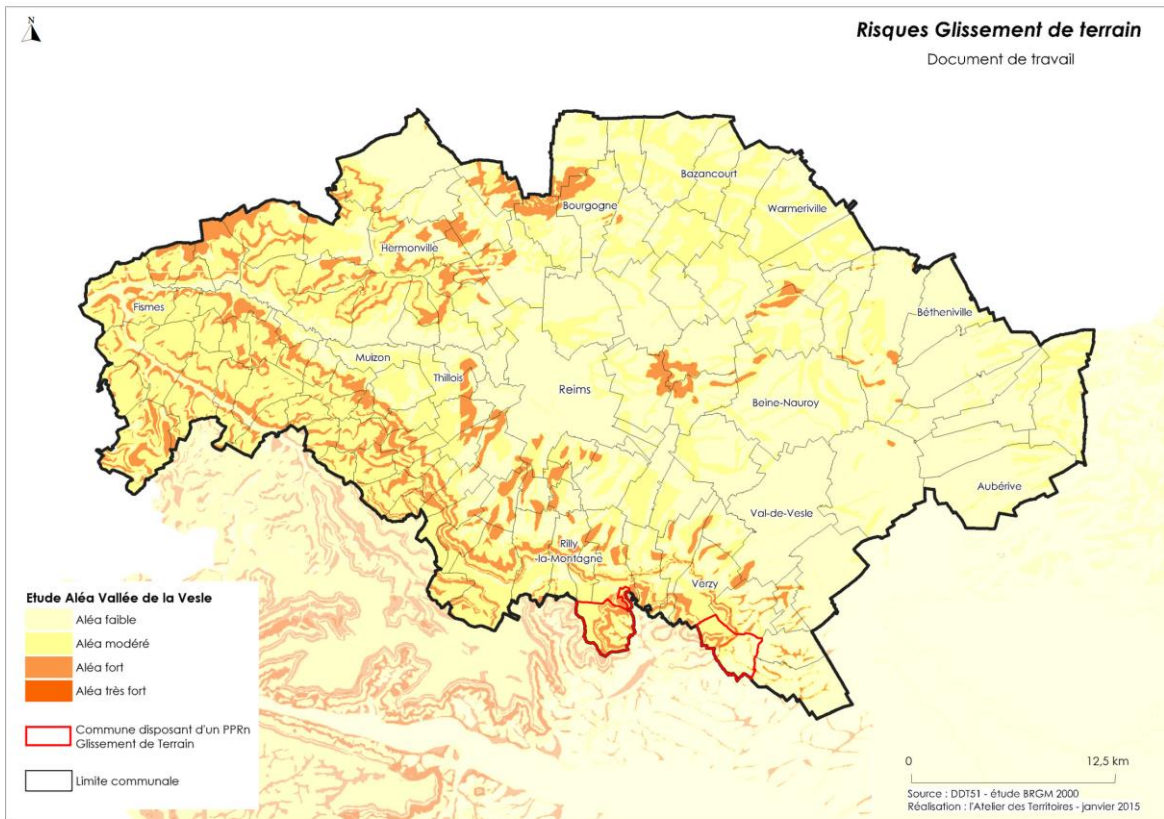 N
Risques Glissement de terrain
Document de travail
Bazancourt
Bourgogne
Warmeriville
Hermonville
Fismes
Bétheniville
Muizon
Thillois
Reims
Beine-Nauroy
Aubérive
Val-de-Vesle
Rilly
-la-Montagne
Verzy
Etude Aléa Vallée de la Vesle
Aléa faible
Aléa modéré
Aléa fort
Aléa très fort
Commune disposant d'un PPRn
Glissement de Terrain
Limite communale
0 12,5 km
Source : DDT51 - étude BRGM 2000
Réalisation : l'Atelier des Territoires - janvier 2015